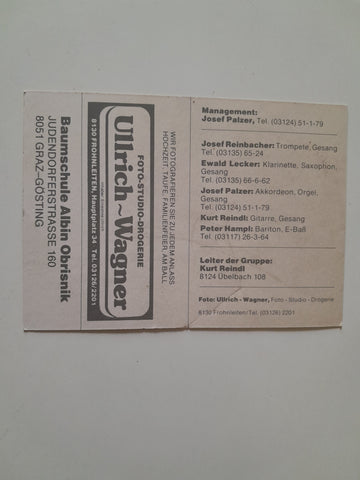 Management:
Josef Palzer, Tel. (03124) 51-1-79
Josef Reinbacher: Trompete, Gesang
Tel. (03135) 65-24
Ewald Lecker: Klarinette, Saxophon,
Gesang
Tel. (03135) 66-6-62
Josef Palzer: Akkordeon, Orgel,
Gesang
Tel. (03124) 51-1-79
Kurt Reindl: Gitarre, Gesang
Peter Hampl: Bariton, E-Baß
Tel. (03117) 26-3-64
Leiter der Gruppe:
Kurt Reindl
8124 Übelbach 108
Foto: Ullrich - Wagner, Foto - Studio - Drogerie
8130 Frohnleiten/Tel. (03126) 2201
WIR FOTOGRAFIEREN SIE ZU JEDEM ANLASS
HOCHZEIT, TAUFE, FAMILIENFEIER, AM BALL
FOTO-STUDIO-DROGERIE
Ullrich~Wagner
8130 FROHNLEITEN, Hauptplatz 34 Tel. 03126/2201
Baumschule Albin Obrisnik
JUDENDORFERSTRASSE 160
8051 GRAZ-GÖSTING